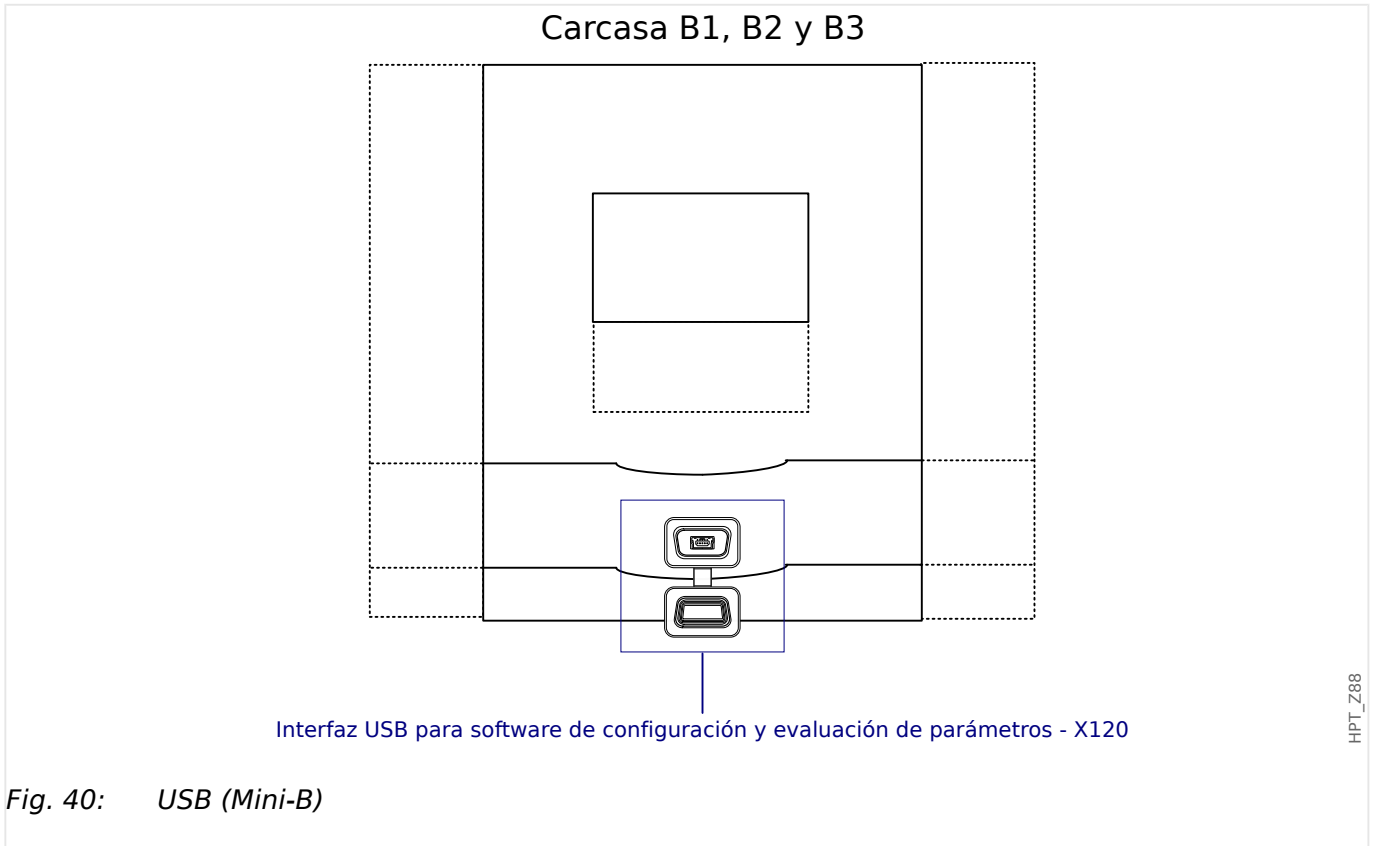 Carcasa B1, B2 y B3
Interfaz USB para software de configuración y evaluación de parámetros - X120
HPT_Z88
Fig. 40: USB (Mini-B)